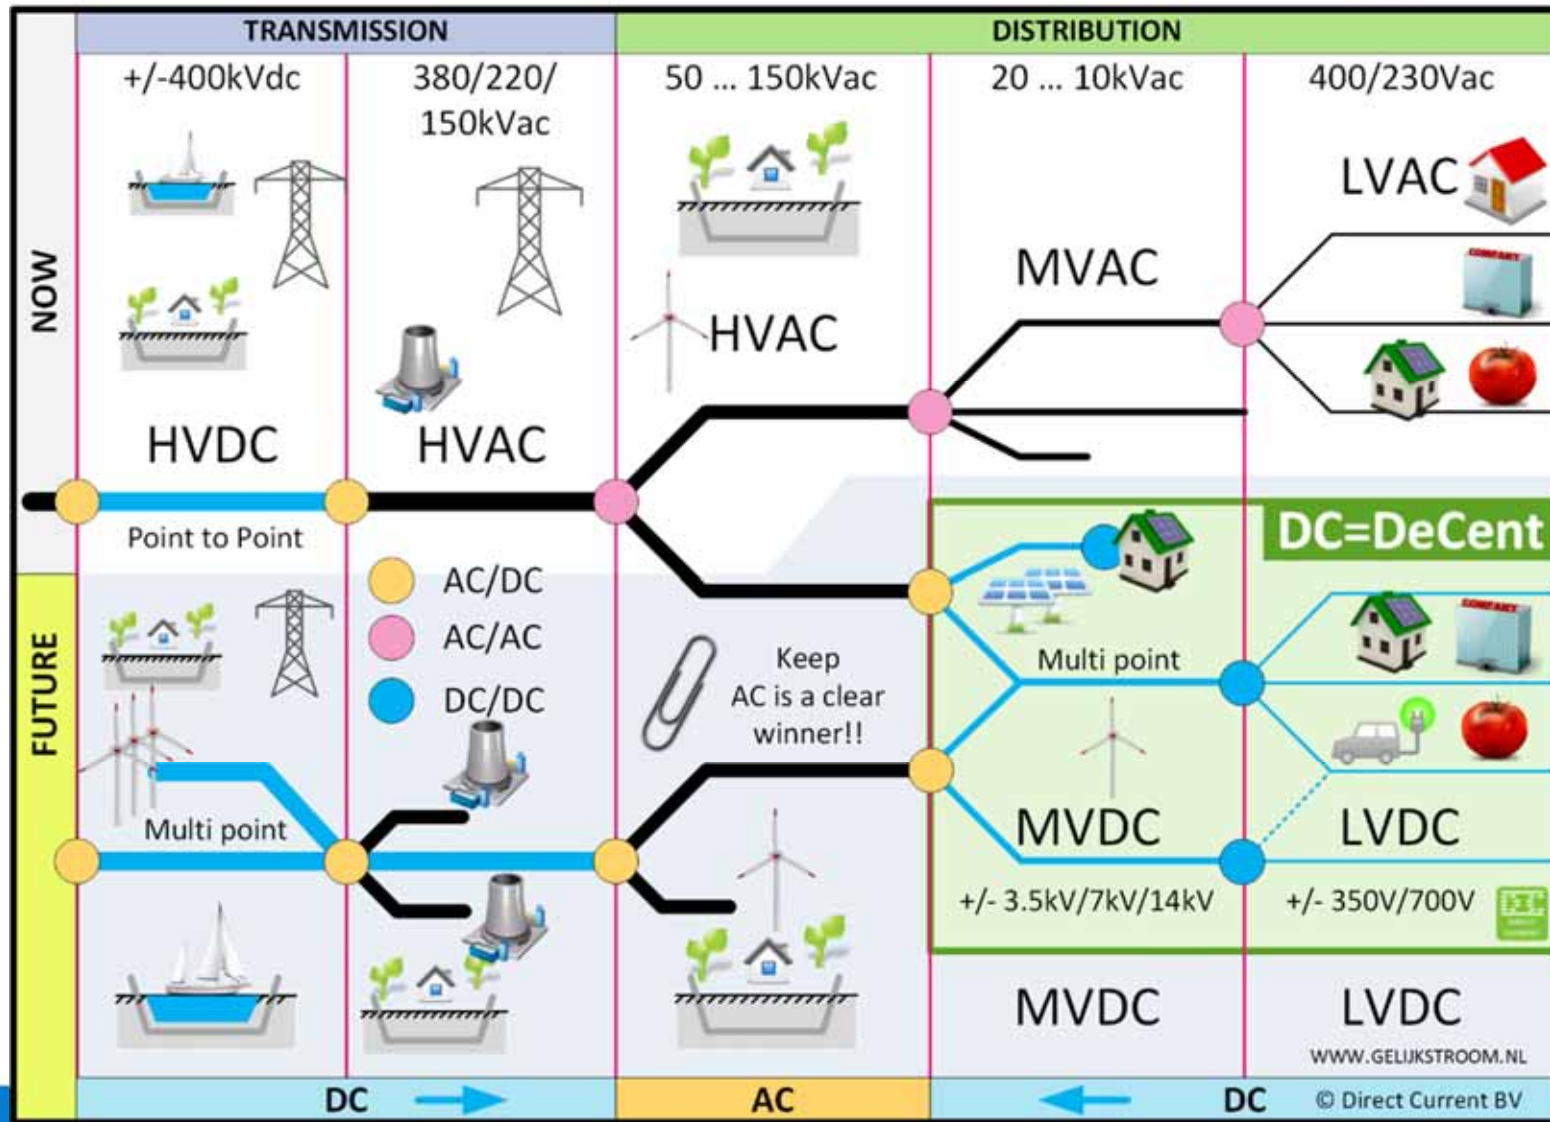 TRANSMISSION
DISTRIBUTION
+/-400kVdc
380/220/
150kVac
50 ... 150kVac
20 ... 10kVac
400/230Vac
NOW
LVAC
MVAC
HVAC
HVDC
HVAC
Point to Point
AC/DC
AC/AC
DC/DC
DC=DeCent
FUTURE
Keep
AC is a clear
winner!!
Multi point
Multi point
MVDC
LVDC
+/- 3.5kV/7kV/14kV
+/- 350V/700V
MVDC
LVDC
WWW.GELIJKSTROOM.NL
DC
AC
DC
© Direct Current BV